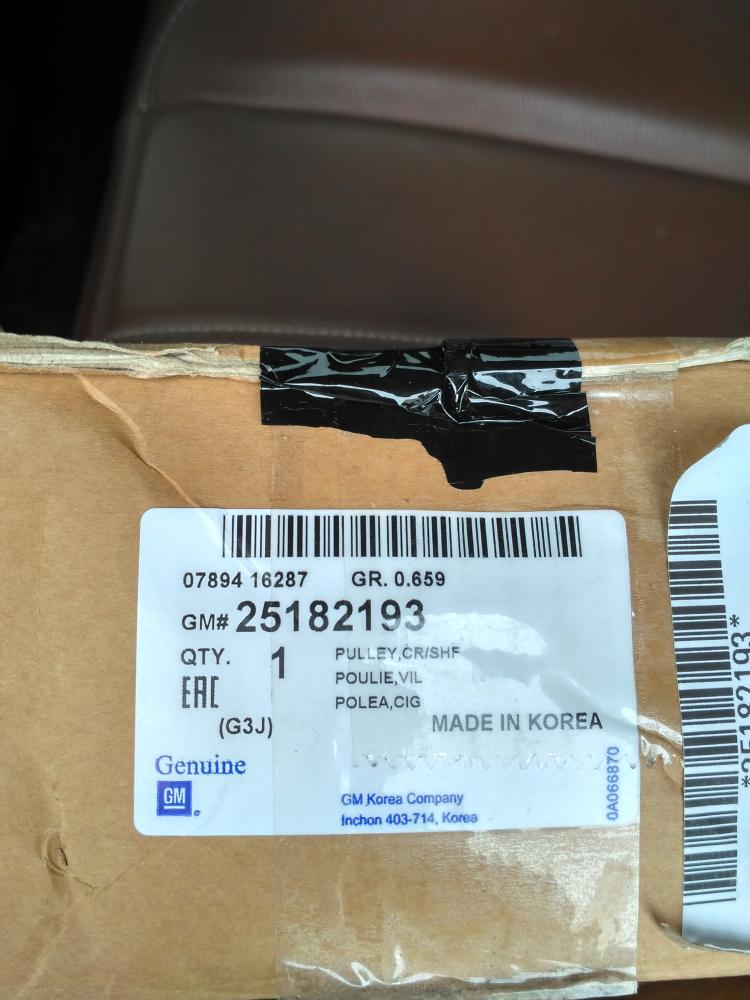 07894 16287 GR. 0.659
GM# 25182193
QTY. 1 PULLEY,CR/SHF
POULIE,VIL
POLEA,CIG
EAC
(G3J)
MADE IN KOREA
Genuine
GM
GM Korea Company
Inchon 403-714, Korea
0A066870
*25182193*